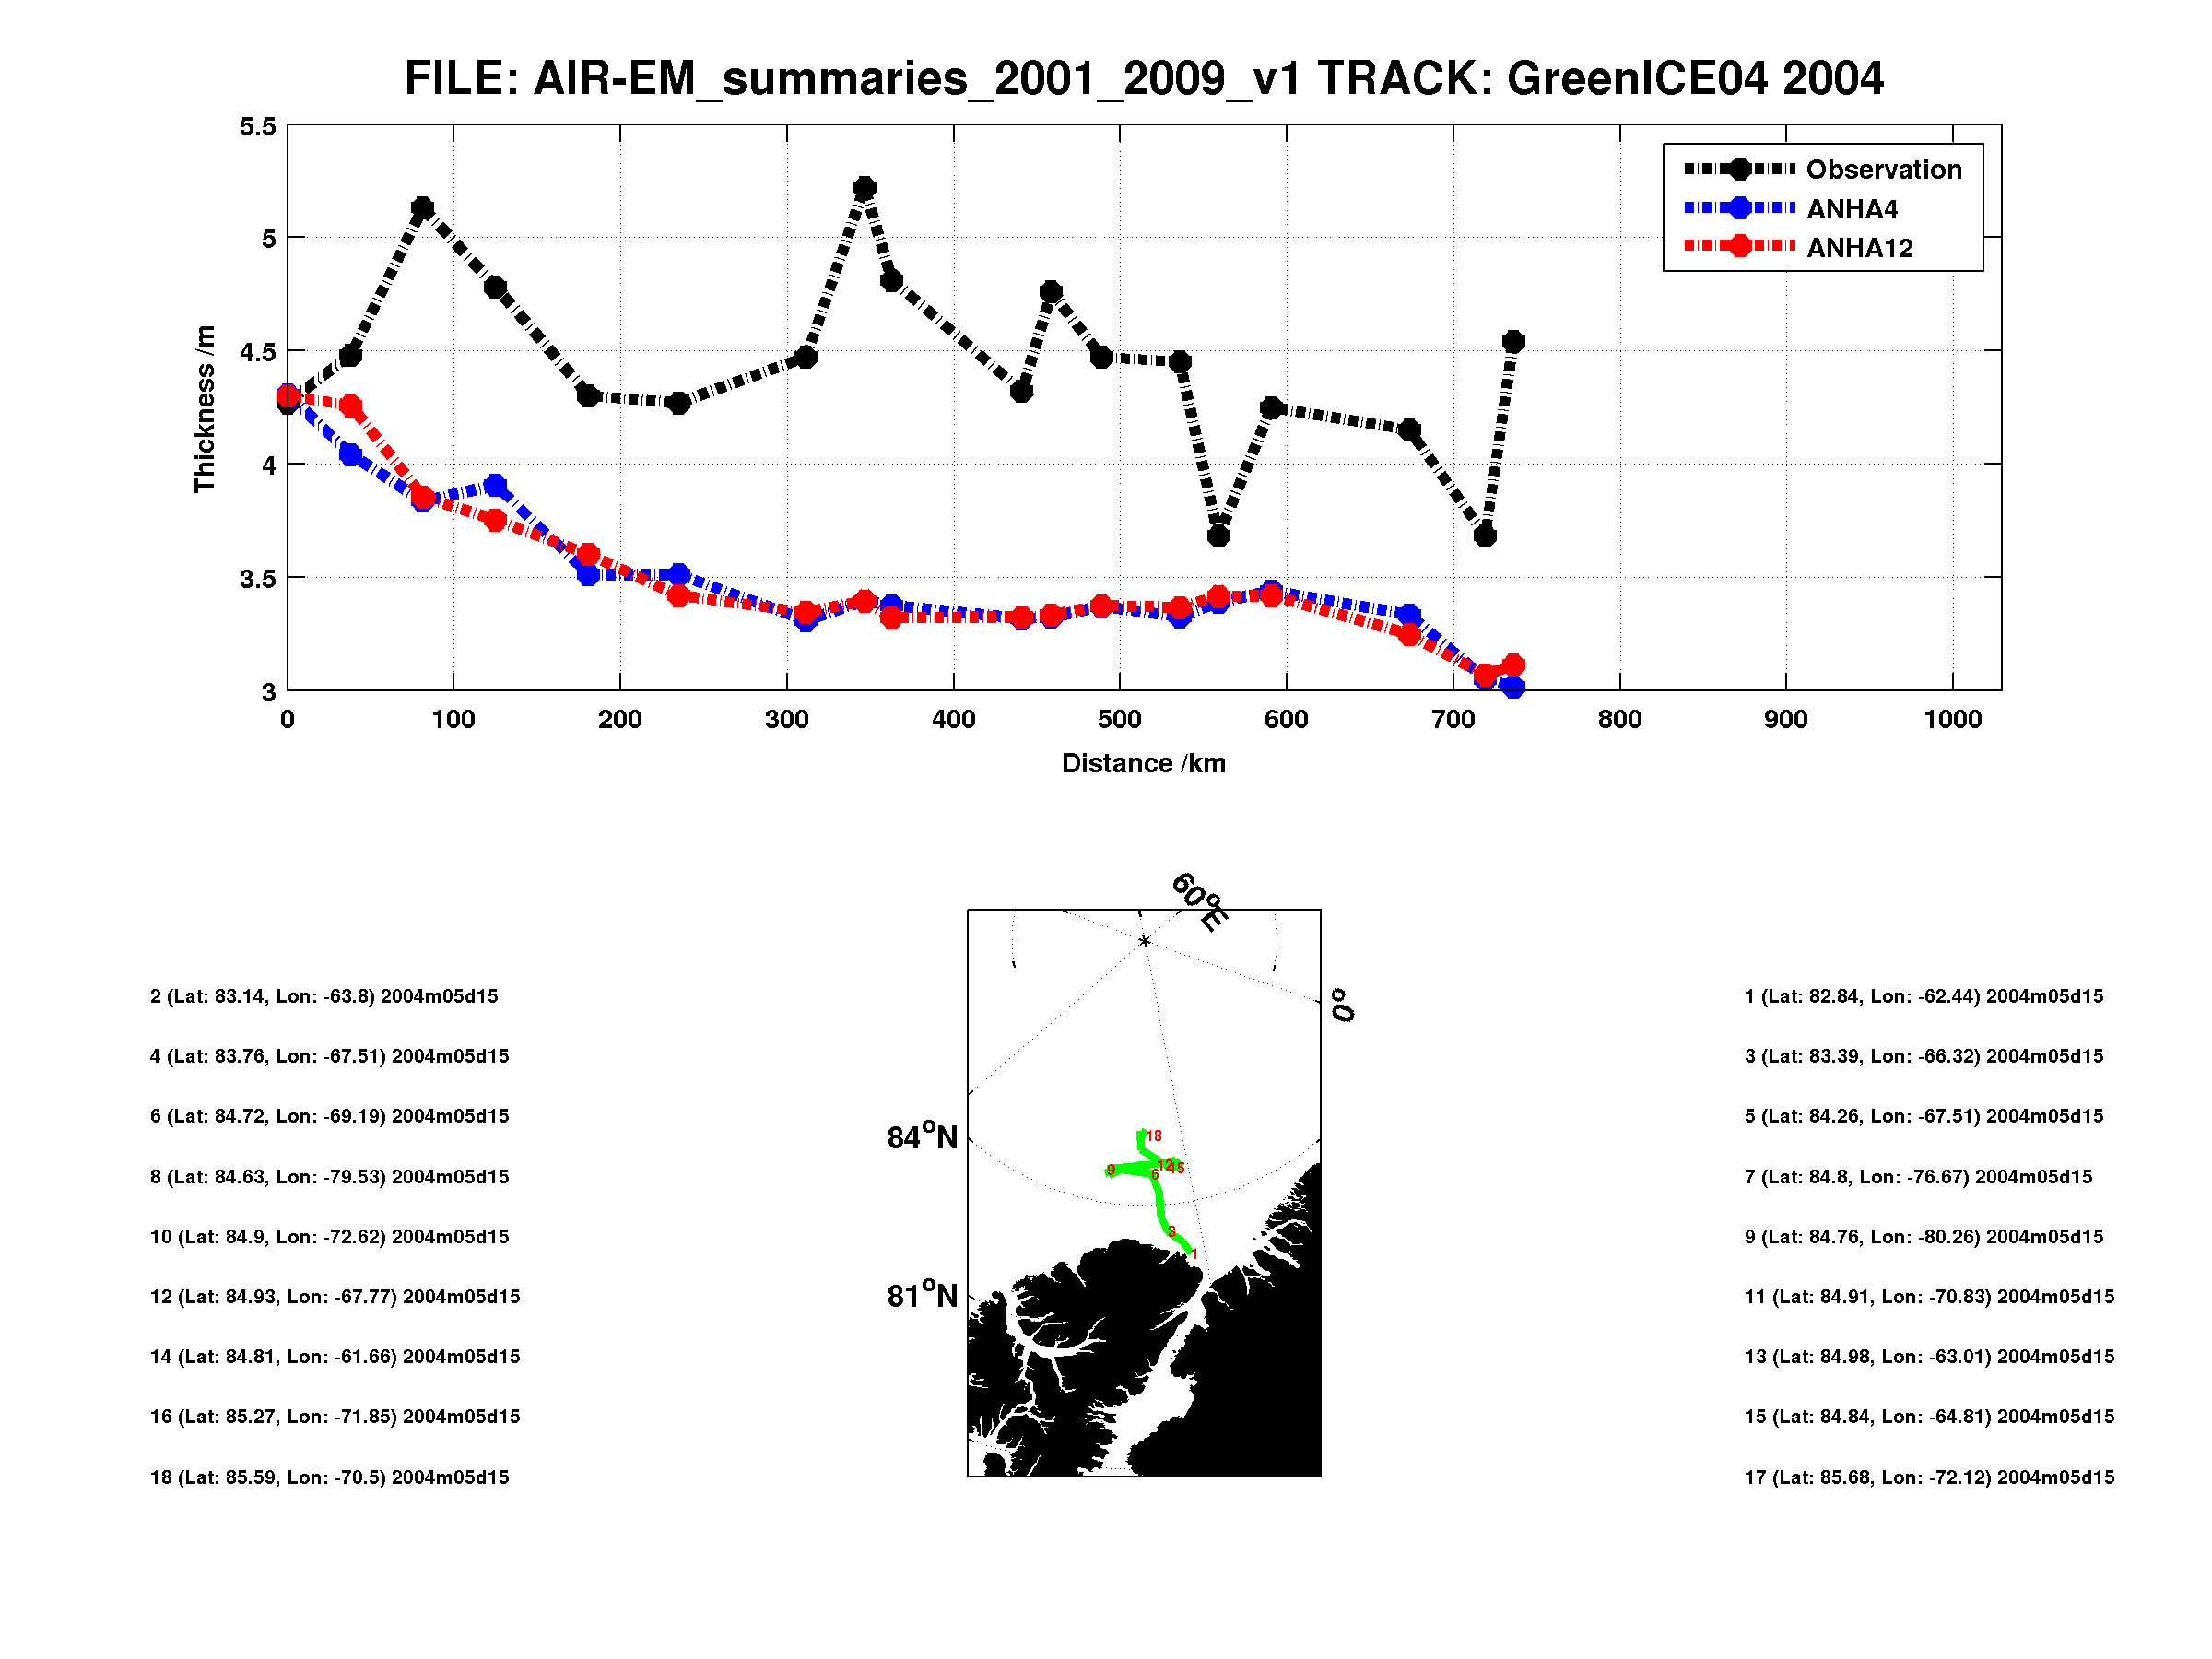 FILE: AIR-EM_summaries_2001_2009_v1 TRACK: GreenICE04 2004
5.5
5
4.5
4
3.5
3
Thickness /m
Observation
ANHA4
ANHA12
0 100 200 300 400 500 600 700 800 900 1000
Distance /km
60°E
0°
84°N
81°N
18
9
12
15
6
3
1
2 (Lat: 83.14, Lon: -63.8) 2004m05d15
4 (Lat: 83.76, Lon: -67.51) 2004m05d15
6 (Lat: 84.72, Lon: -69.19) 2004m05d15
8 (Lat: 84.63, Lon: -79.53) 2004m05d15
10 (Lat: 84.9, Lon: -72.62) 2004m05d15
12 (Lat: 84.93, Lon: -67.77) 2004m05d15
14 (Lat: 84.81, Lon: -61.66) 2004m05d15
16 (Lat: 85.27, Lon: -71.85) 2004m05d15
18 (Lat: 85.59, Lon: -70.5) 2004m05d15
1 (Lat: 82.84, Lon: -62.44) 2004m05d15
3 (Lat: 83.39, Lon: -66.32) 2004m05d15
5 (Lat: 84.26, Lon: -67.51) 2004m05d15
7 (Lat: 84.8, Lon: -76.67) 2004m05d15
9 (Lat: 84.76, Lon: -80.26) 2004m05d15
11 (Lat: 84.91, Lon: -70.83) 2004m05d15
13 (Lat: 84.98, Lon: -63.01) 2004m05d15
15 (Lat: 84.84, Lon: -64.81) 2004m05d15
17 (Lat: 85.68, Lon: -72.12) 2004m05d15